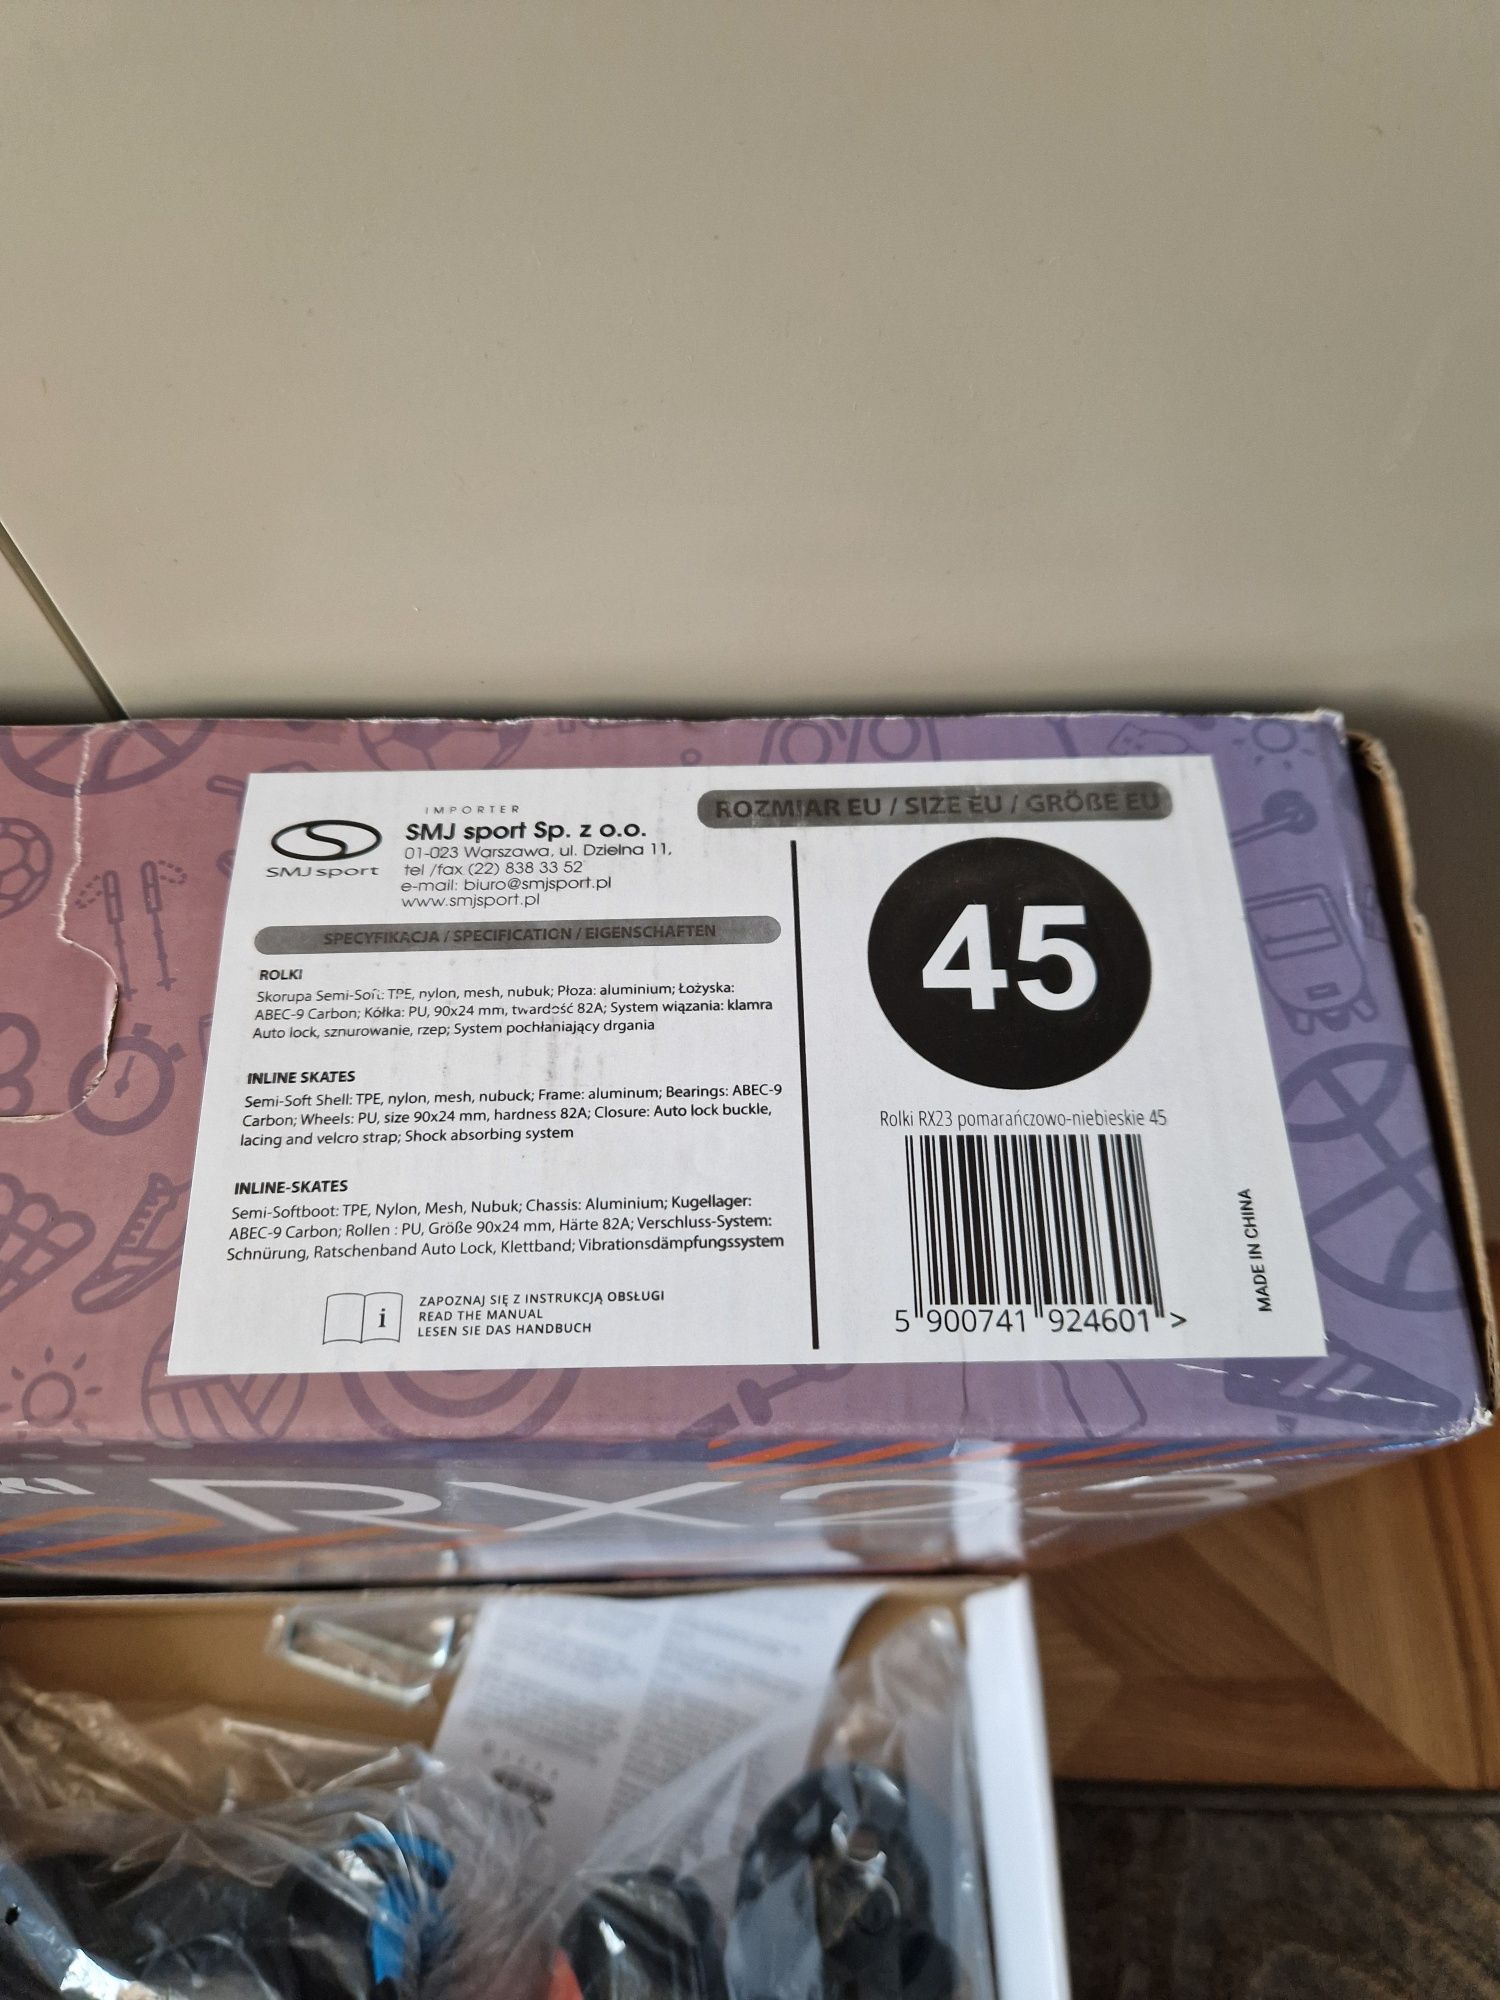 IMPORTER
SMJ sport Sp. z o.o.
01-023 Warszawa, ul. Dzielna 11,
tel /fax (22) 838 33 52
e-mail: biuro@smjsport.pl
www.smjsport.pl
SMJ sport
SPECYFIKACJA / SPECIFICATION / EIGENSCHAFTEN
ROLKI
Skorupa Semi-Soft: TPE, nylon, mesh, nubuk; Płoza: aluminium; Łożyska:
ABEC-9 Carbon; Kółka: PU, 90x24 mm, twardość 82A; System wiązania: klamra
Auto lock, sznurowanie, rzep; System pochłaniający drgania
INLINE SKATES
Semi-Soft Shell: TPE, nylon, mesh, nubuck; Frame: aluminum; Bearings: ABEC-9
Carbon; Wheels: PU, size 90x24 mm, hardness 82A; Closure: Auto lock buckle,
lacing and velcro strap; Shock absorbing system
INLINE-SKATES
Semi-Softboot: TPE, Nylon, Mesh, Nubuk; Chassis: Aluminium; Kugellager:
ABEC-9 Carbon; Rollen : PU, Größe 90x24 mm, Härte 82A; Verschluss-System:
Schnürung, Ratschenband Auto Lock, Klettband; Vibrationsdämpfungssystem
i
ZAPOZNAJ SIĘ Z INSTRUKCJĄ OBSŁUGI
READ THE MANUAL
LESEN SIE DAS HANDBUCH
ROZMIAR EU / SIZE EU / GRÖßE EU
45
Rolki RX23 pomarańczowo-niebieskie 45
5 900741 924601 >
MADE IN CHINA
RX23